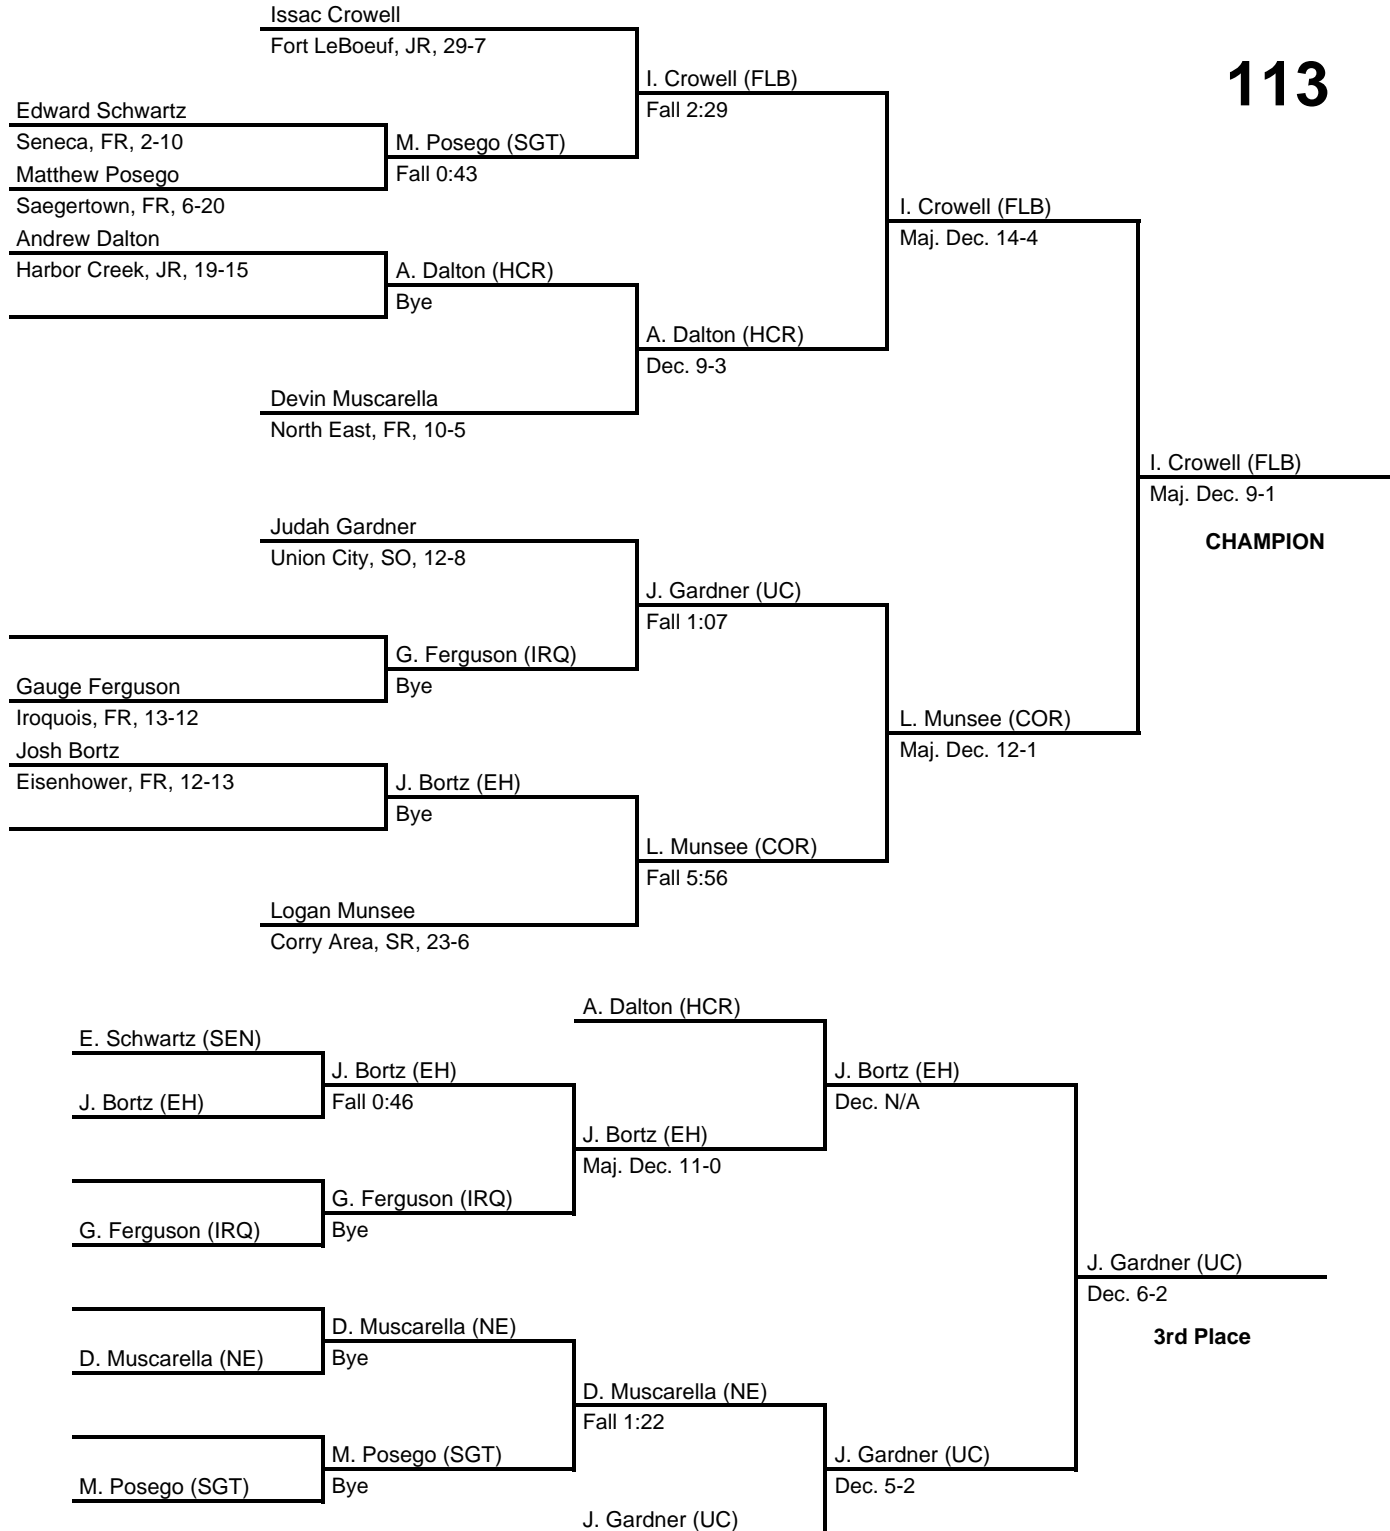 Issac Crowell
Fort LeBoeuf, JR, 29-7
113
I. Crowell (FLB)
Fall 2:29
Edward Schwartz
Seneca, FR, 2-10
M. Posego (SGT)
Fall 0:43
Matthew Posego
Saegertown, FR, 6-20
I. Crowell (FLB)
Maj. Dec. 14-4
Andrew Dalton
Harbor Creek, JR, 19-15
A. Dalton (HCR)
Bye
A. Dalton (HCR)
Dec. 9-3
Devin Muscarella
North East, FR, 10-5
I. Crowell (FLB)
Maj. Dec. 9-1
CHAMPION
Judah Gardner
Union City, SO, 12-8
J. Gardner (UC)
Fall 1:07
G. Ferguson (IRQ)
Bye
Gauge Ferguson
Iroquois, FR, 13-12
L. Munsee (COR)
Maj. Dec. 12-1
Josh Bortz
Eisenhower, FR, 12-13
J. Bortz (EH)
Bye
L. Munsee (COR)
Fall 5:56
Logan Munsee
Corry Area, SR, 23-6
A. Dalton (HCR)
E. Schwartz (SEN)
J. Bortz (EH)
Fall 0:46
J. Bortz (EH)
J. Bortz (EH)
Dec. N/A
J. Bortz (EH)
Maj. Dec. 11-0
G. Ferguson (IRQ)
Bye
G. Ferguson (IRQ)
J. Gardner (UC)
Dec. 6-2
3rd Place
D. Muscarella (NE)
Bye
D. Muscarella (NE)
D. Muscarella (NE)
Fall 1:22
M. Posego (SGT)
Bye
M. Posego (SGT)
J. Gardner (UC)
Dec. 5-2
J. Gardner (UC)